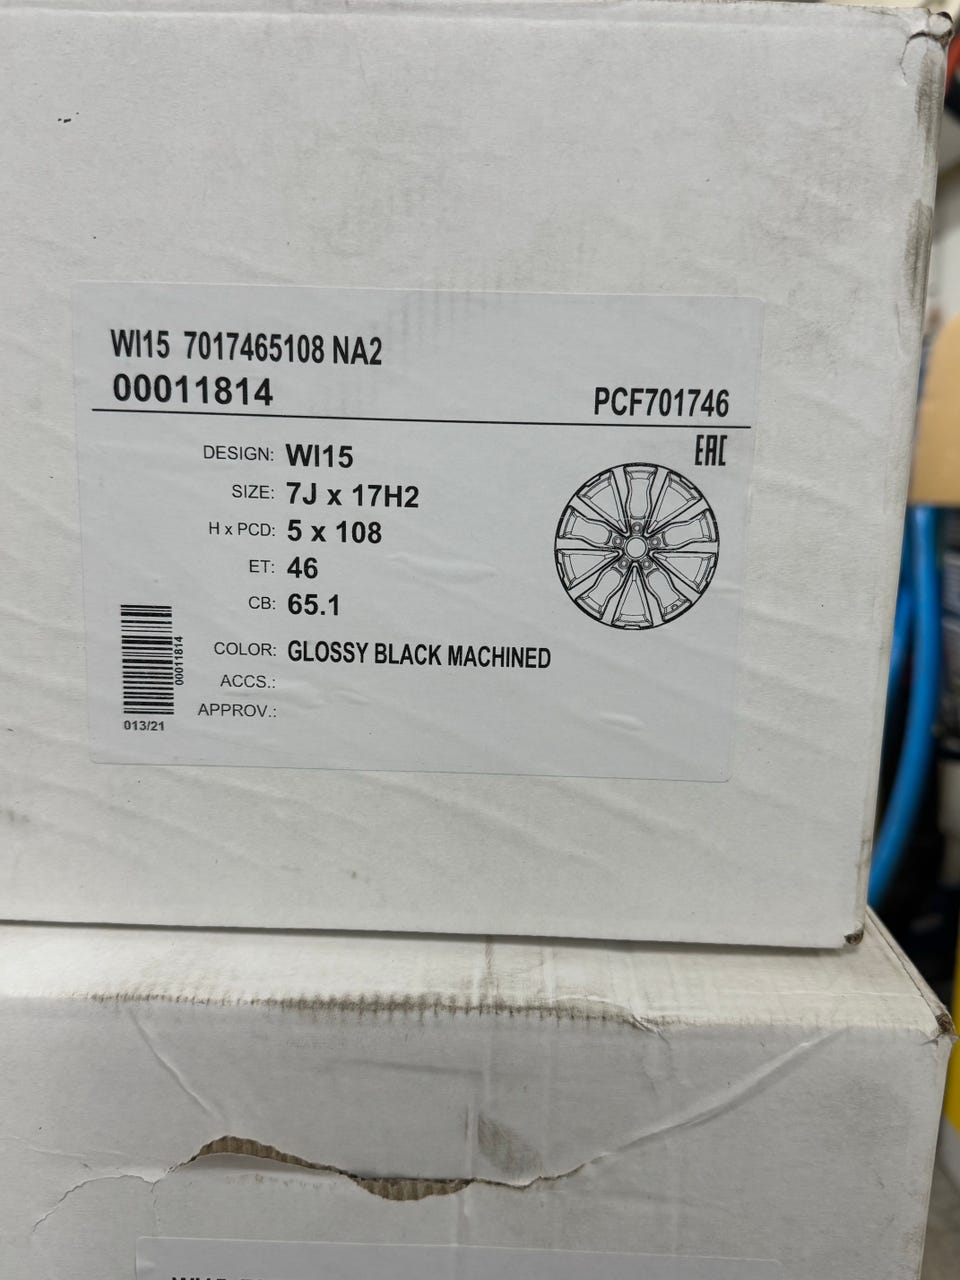 WI15 7017465108 NA2
00011814
PCF701746
EAC
DESIGN: WI15
SIZE: 7J x 17H2
H x PCD: 5 x 108
ET: 46
CB: 65.1
COLOR: GLOSSY BLACK MACHINED
ACCS.:
APPROV.:
00011814
013/21